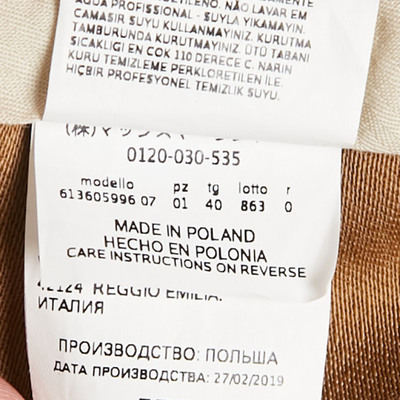 PROFISSIONAL - SUYLA YIKAMAYIN.
CAMASIR SUYU KULLANMAYINIZ. KURUTMA
TAMBURUNDA KURUTMAYINIZ. ÜTÜ TABANI
SICAKLIGI EN COK 110 DERECE C. NARIN
KURU TEMIZLEME PERKLORETILEN ILE.
HIÇBIR PROFESYONEL TEMIZLIK SUYU.
0120-030-535
modello pz tg lotto r
613605996 07 01 40 863 0
MADE IN POLAND
HECHO EN POLONIA
CARE INSTRUCTIONS ON REVERSE
42124 REGGIO EMILIA
ИТАЛИЯ
ПРОИЗВОДСТВО: ПОЛЬША
ДАТА ПРОИЗВОДСТВА: 27/02/2019